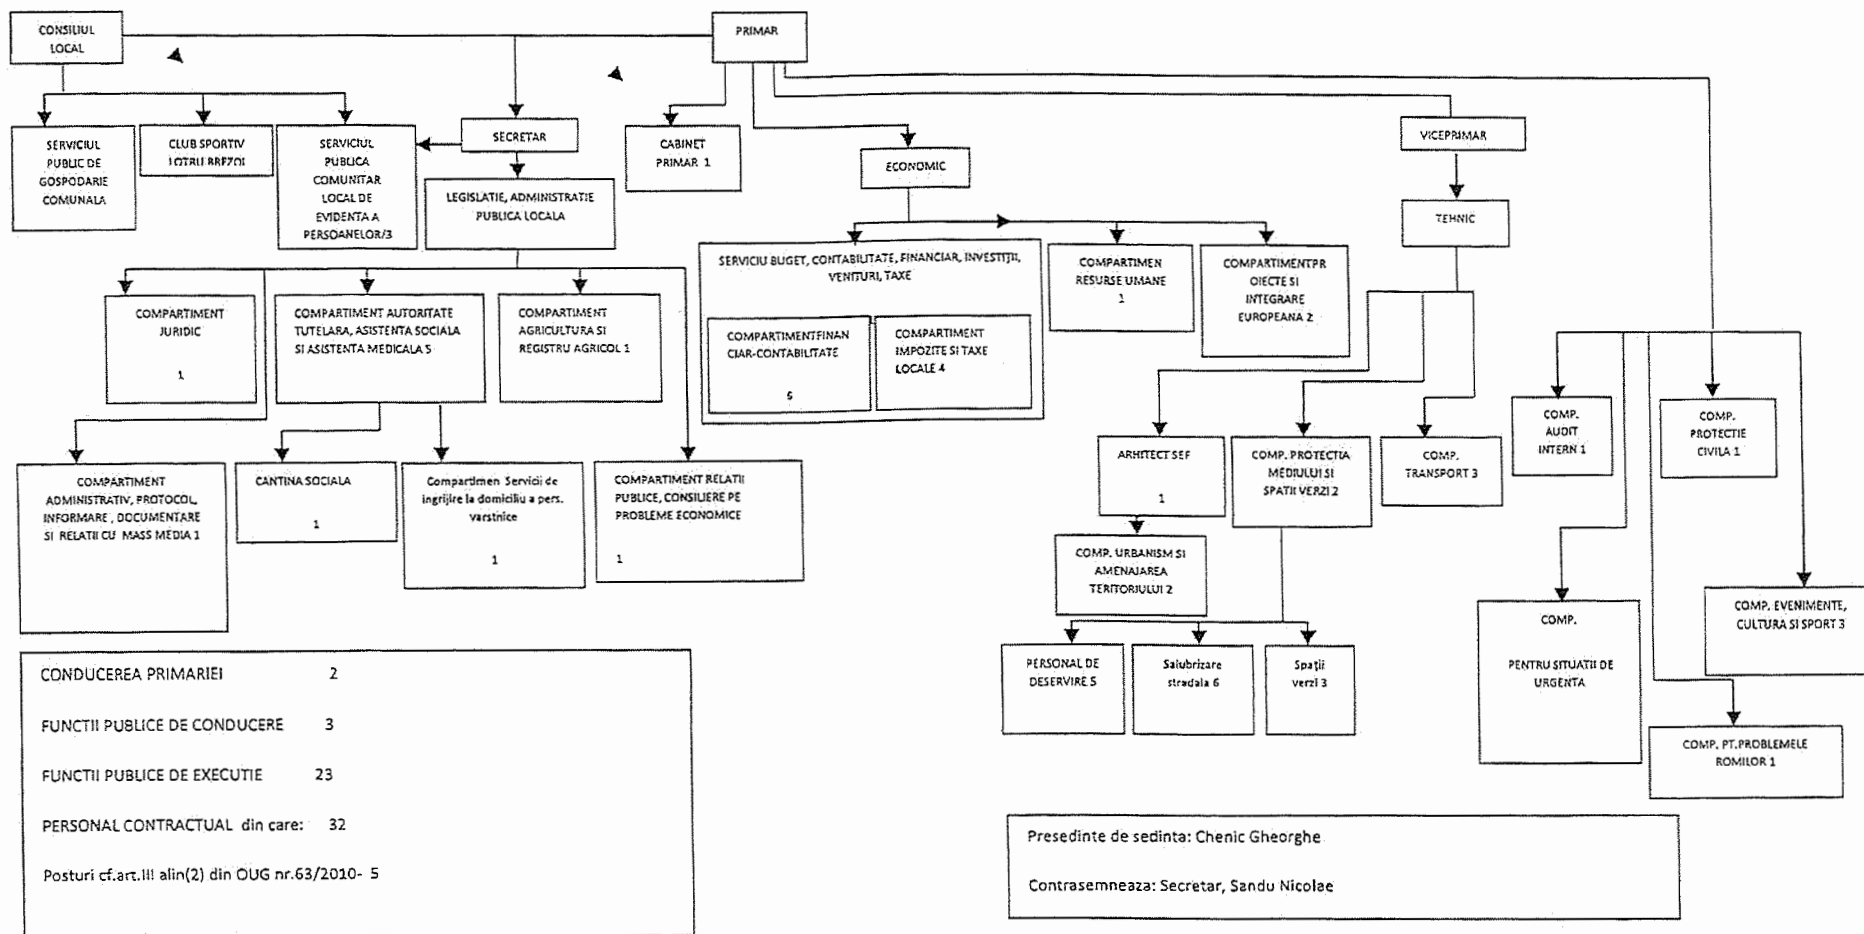 CONSILIUL
LOCAL
PRIMAR
SERVICIUL
PUBLIC DE
GOSPODARIE
COMUNALA
CLUB SPORTIV
LOTRU BREZOI
SERVICIUL
PUBLICA
COMUNITAR
LOCAL DE
EVIDENTA A
PERSOANELOR/3
SECRETAR
LEGISLATIE, ADMINISTRATIE
PUBLICA LOCALA
CABINET
PRIMAR 1
ECONOMIC
VICEPRIMAR
TEHNIC
SERVICIU BUGET, CONTABILITATE, FINANCIAR, INVESTIȚII,
VENITURI, TAXE
COMPARTIMENTFINAN
CIAR-CONTABILITATE
5
COMPARTIMENT
IMPOZITE SI TAXE
LOCALE 4
COMPARTIMEN
RESURSE UMANE
1
COMPARTIMENTPR
OIECTE SI
INTEGRARE
EUROPEANA 2
COMPARTIMENT
JURIDIC
1
COMPARTIMENT AUTORITATE
TUTELARA, ASISTENTA SOCIALA
SI ASISTENTA MEDICALA 5
COMPARTIMENT
AGRICULTURA SI
REGISTRU AGRICOL 1
COMPARTIMENT
ADMINISTRATIV, PROTOCOL,
INFORMARE , DOCUMENTARE
SI RELATII CU MASS MEDIA 1
CANTINA SOCIALA
1
Compartimen Servicii de
ingrijire la domiciliu a pers.
varstnice
1
COMPARTIMENT RELATII
PUBLICE, CONSILIERE PE
PROBLEME ECONOMICE
1
ARHITECT SEF
1
COMP. PROTECTIA
MEDIULUI SI
SPATII VERZI 2
COMP.
TRANSPORT 3
COMP.
AUDIT
INTERN 1
COMP.
PROTECTIE
CIVILA 1
COMP. URBANISM SI
AMENAJAREA
TERITORIULUI 2
PERSONAL DE
DESERVIRE 5
Salubrizare
stradala 6
Spații
verzi 3
COMP.
PENTRU SITUATII DE
URGENTA
COMP. EVENIMENTE,
CULTURA SI SPORT 3
COMP. PT.PROBLEMELE
ROMILOR 1
CONDUCEREA PRIMARIEI 2
FUNCTII PUBLICE DE CONDUCERE 3
FUNCTII PUBLICE DE EXECUTIE 23
PERSONAL CONTRACTUAL din care: 32
Posturi cf.art.III alin(2) din OUG nr.63/2010- 5
Presedinte de sedinta: Chenic Gheorghe
Contrasemneaza: Secretar, Sandu Nicolae